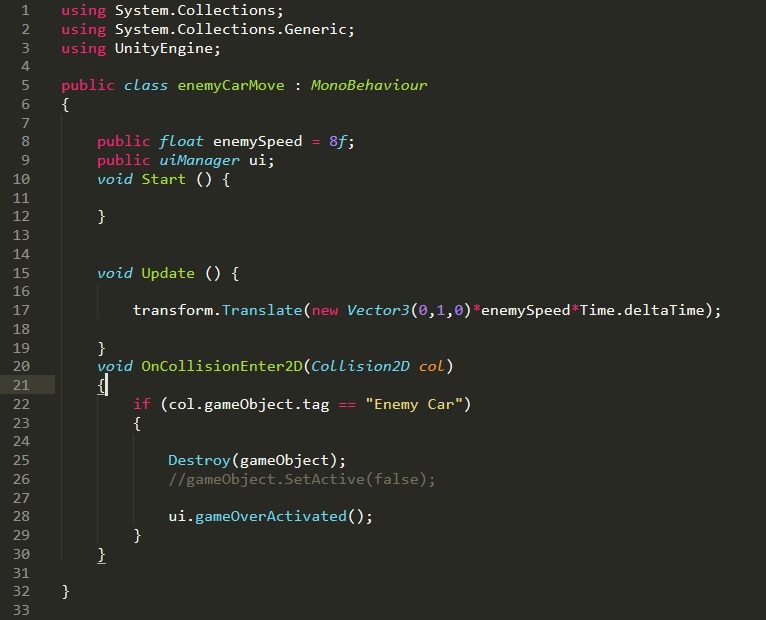 1 using System.Collections;
2 using System.Collections.Generic;
3 using UnityEngine;
4
5 public class enemyCarMove : MonoBehaviour
6 {
7
8 public float enemySpeed = 8f;
9 public uiManager ui;
10 void Start () {
11
12 }
13
14
15 void Update () {
16
17 transform.Translate(new Vector3(0,1,0)*enemySpeed*Time.deltaTime);
18
19 }
20 void OnCollisionEnter2D(Collision2D col)
21 {
22 if (col.gameObject.tag == "Enemy Car")
23 {
24
25 Destroy(gameObject);
26 //gameObject.SetActive(false);
27
28 ui.gameOverActivated();
29 }
30 }
31
32 }
33